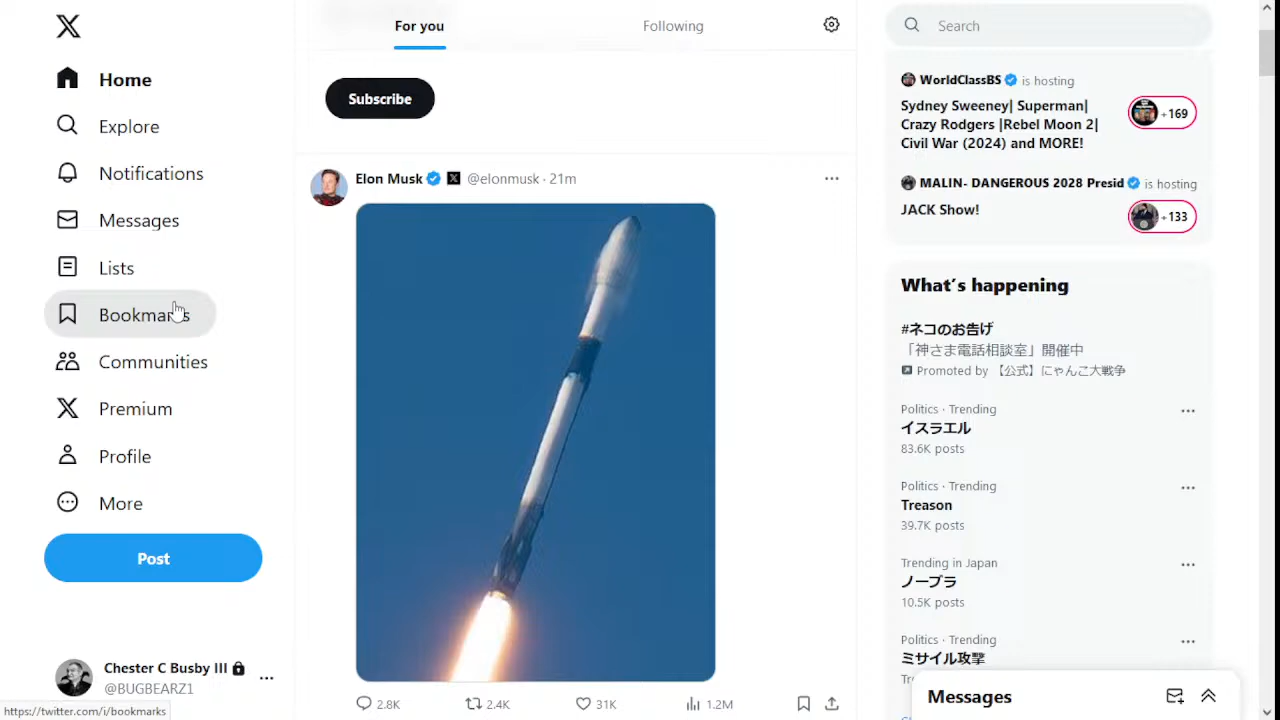 Home
Explore
Notifications
Messages
Lists
Bookmarks
Communities
Premium
Profile
More
Post
Chester C Busby III
@BUGBEARZ1
https://twitter.com/i/bookmarks
For you
Following
Subscribe
Elon Musk @elonmusk · 21m
2.8K 2.4K 31K 1.2M
Search
WorldClassBS is hosting
Sydney Sweeney| Superman|
Crazy Rodgers |Rebel Moon 2|
Civil War (2024) and MORE!
+169
MALIN- DANGEROUS 2028 Presid is hosting
JACK Show!
+133
What's happening
#ネコのお告げ
「神さま電話相談室」開催中
Promoted by 【公式】にゃんこ大戦争
Politics · Trending
イスラエル
83.6K posts
Politics · Trending
Treason
39.7K posts
Trending in Japan
ノーブラ
10.5K posts
Politics · Trending
ミサイル攻撃
Messages